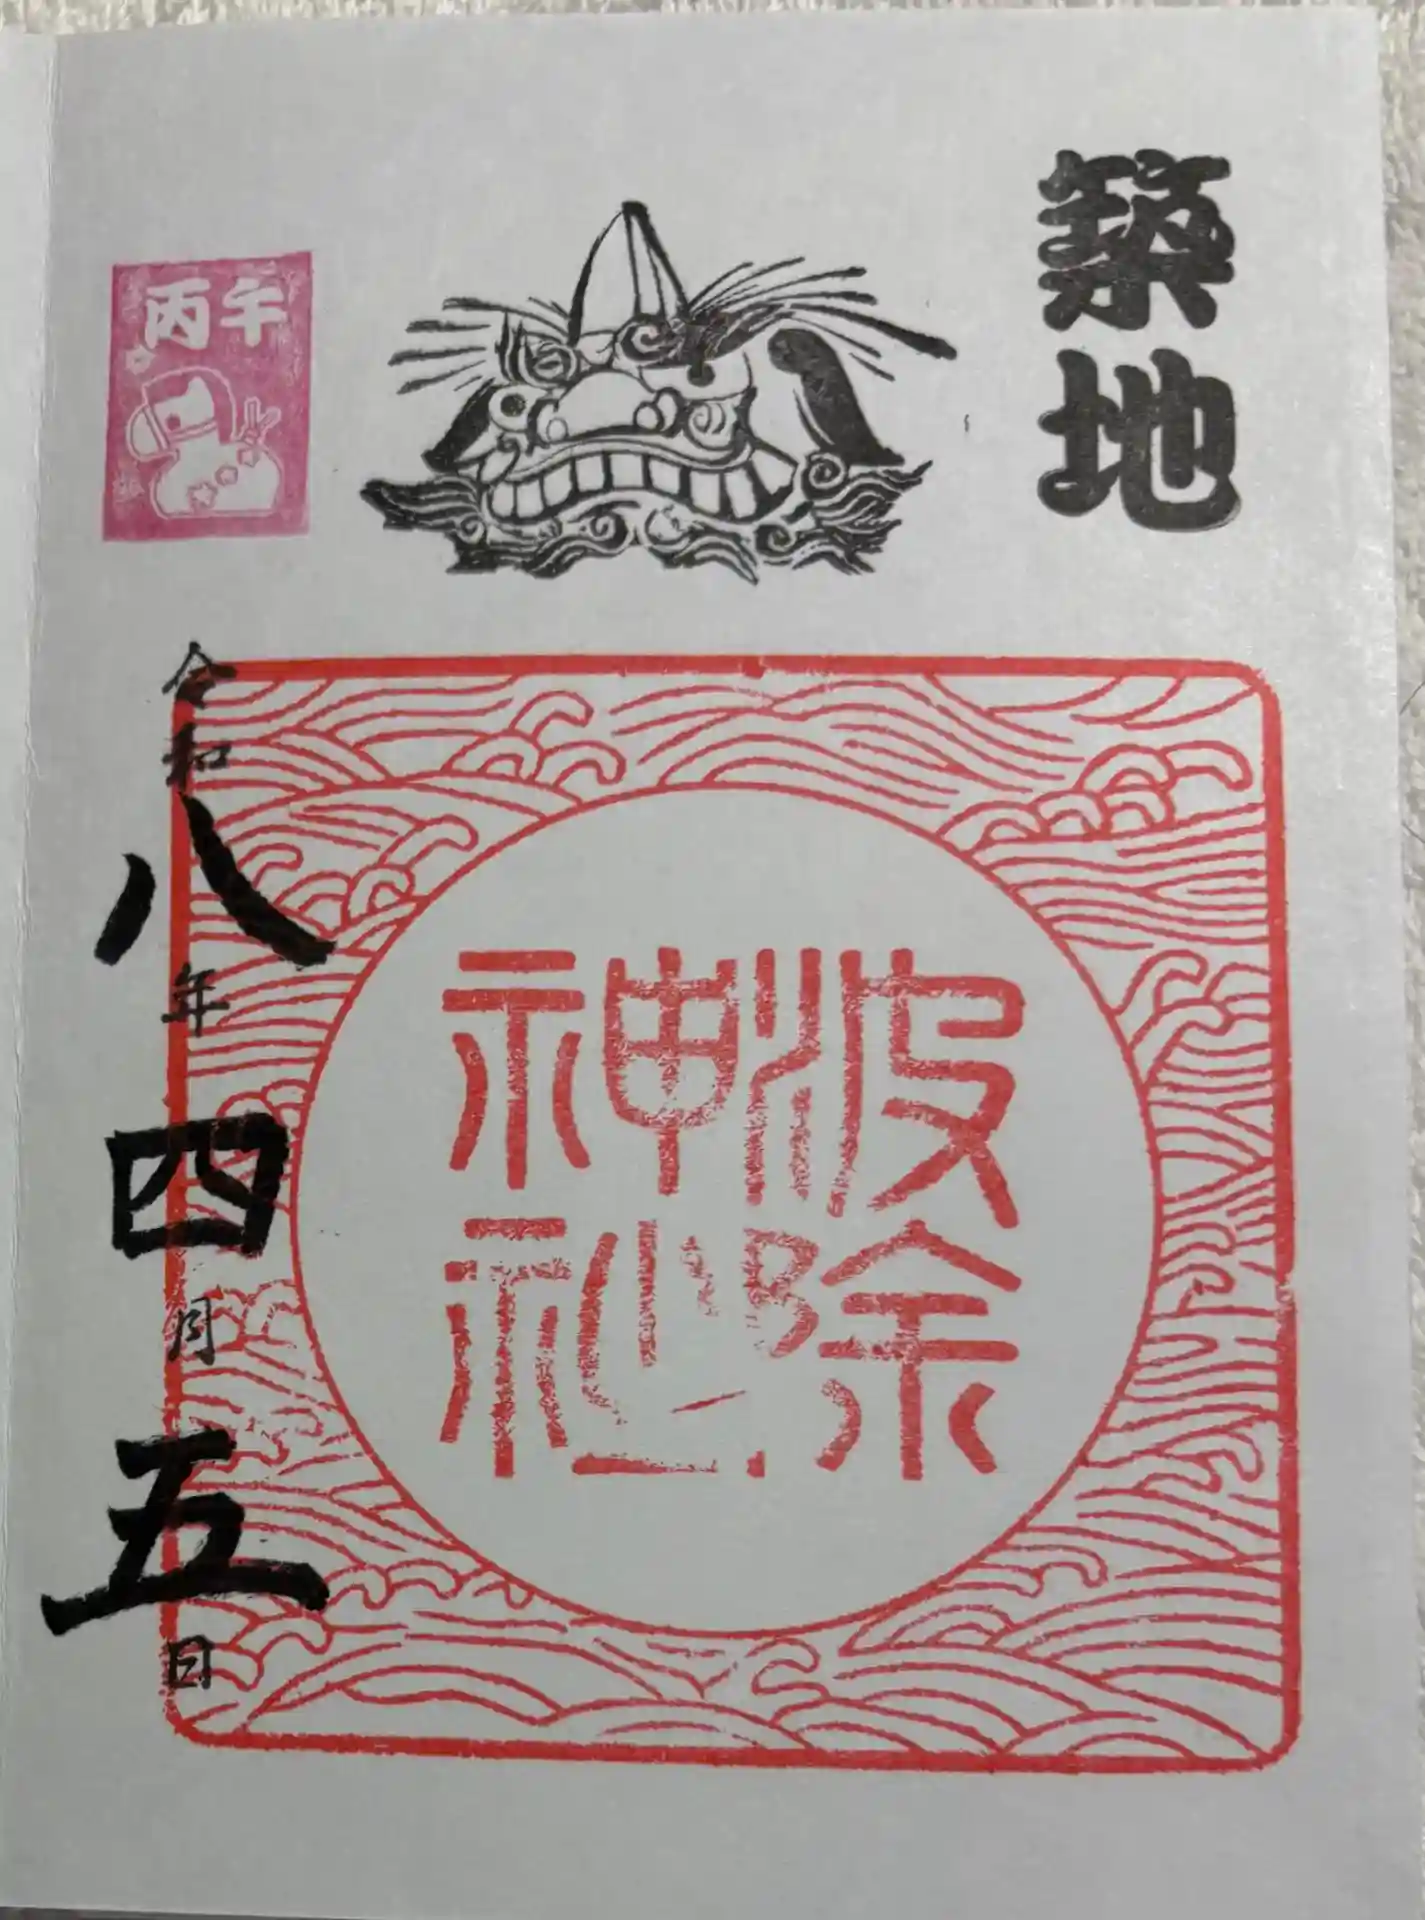 築地
丙午
波除
神社
令和八年四月五日